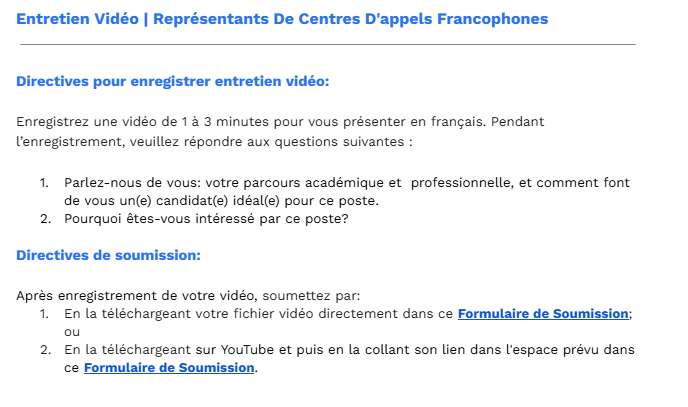 Entretien Vidéo | Représentants De Centres D'appels Francophones
Directives pour enregistrer entretien vidéo:
Enregistrez une vidéo de 1 à 3 minutes pour vous présenter en français. Pendant
l'enregistrement, veuillez répondre aux questions suivantes :
1. Parlez-nous de vous: votre parcours académique et professionnelle, et comment font
de vous un(e) candidat(e) idéal(e) pour ce poste.
2. Pourquoi êtes-vous intéressé par ce poste?
Directives de soumission:
Après enregistrement de votre vidéo, soumettez par:
1. En la téléchargeant votre fichier vidéo directement dans ce Formulaire de Soumission;
ou
2. En la téléchargeant sur YouTube et puis en la collant son lien dans l'espace prévu dans
ce Formulaire de Soumission.